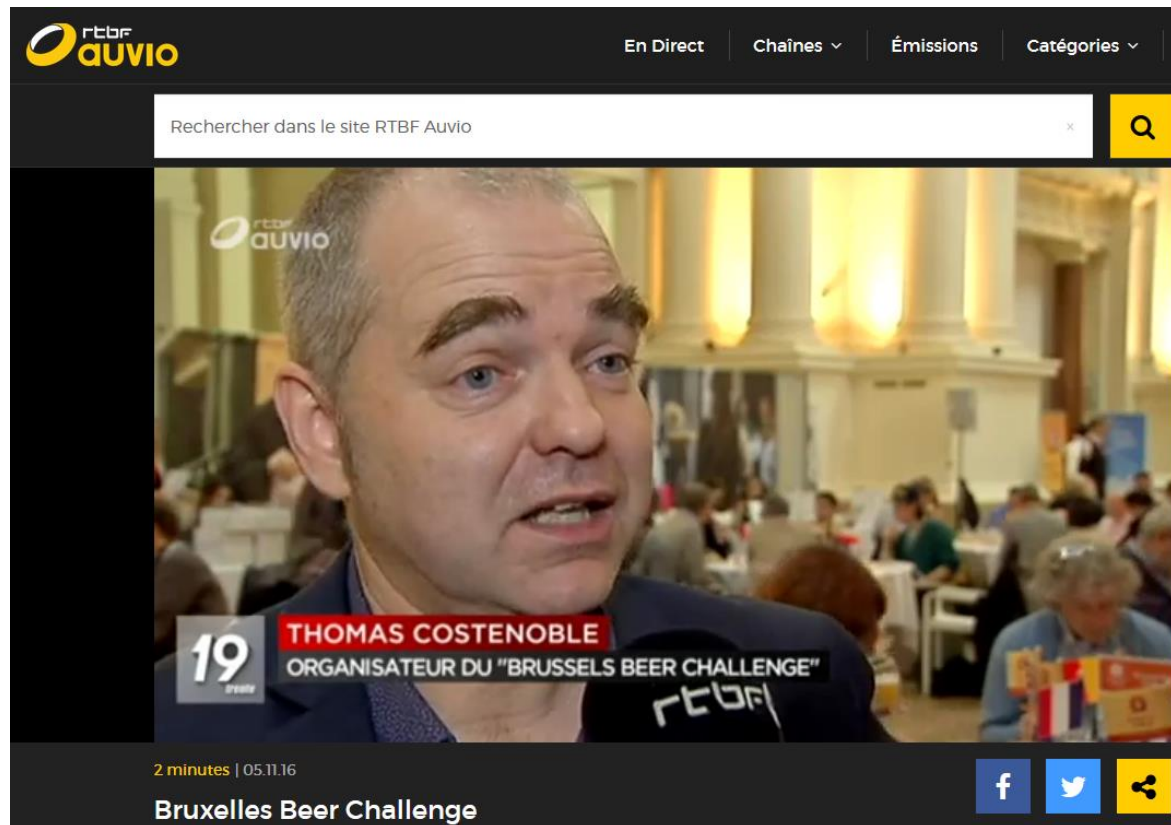 rtbf
auvio
En Direct
Chaînes
Émissions
Catégories
Rechercher dans le site RTBF Auvio
×
rtbf
auvio
19
trente
THOMAS COSTENOBLE
ORGANISATEUR DU "BRUSSELS BEER CHALLENGE"
rtbf
2 minutes | 05.11.16
f
Bruxelles Beer Challenge